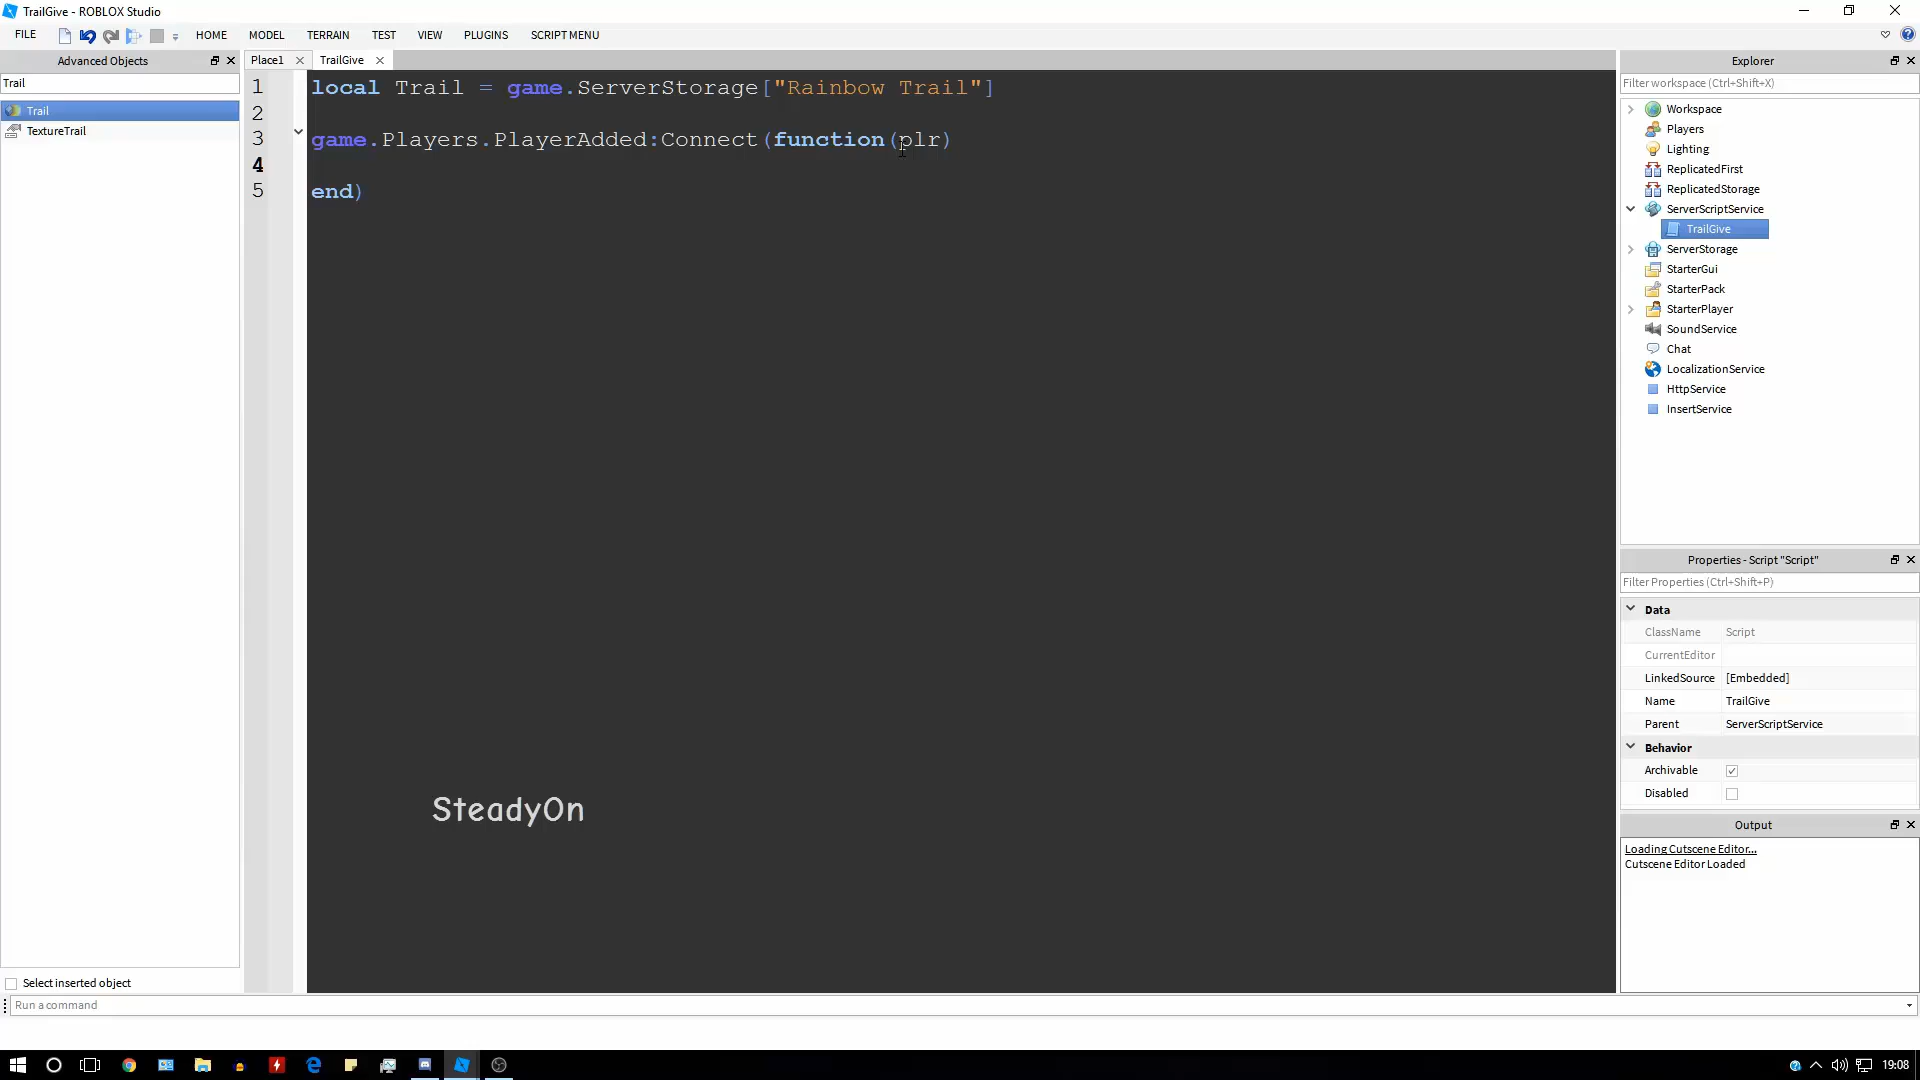 TrailGive - ROBLOX Studio
FILE HOME MODEL TERRAIN TEST VIEW PLUGINS SCRIPT MENU
Advanced Objects
Trail
Trail
TextureTrail
Select inserted object
Run a command
Place1 TrailGive
1 local Trail = game.ServerStorage["Rainbow Trail"]
2
3 game.Players.PlayerAdded:Connect(function(plr)
4
5 end)
SteadyOn
Explorer
Filter workspace (Ctrl+Shift+X)
Workspace
Players
Lighting
ReplicatedFirst
ReplicatedStorage
ServerScriptService
TrailGive
ServerStorage
StarterGui
StarterPack
StarterPlayer
SoundService
Chat
LocalizationService
HttpService
InsertService
Properties - Script "Script"
Filter Properties (Ctrl+Shift+P)
Data
ClassName Script
CurrentEditor
LinkedSource [Embedded]
Name TrailGive
Parent ServerScriptService
Behavior
Archivable
Disabled
Output
Loading Cutscene Editor...
Cutscene Editor Loaded
19:08